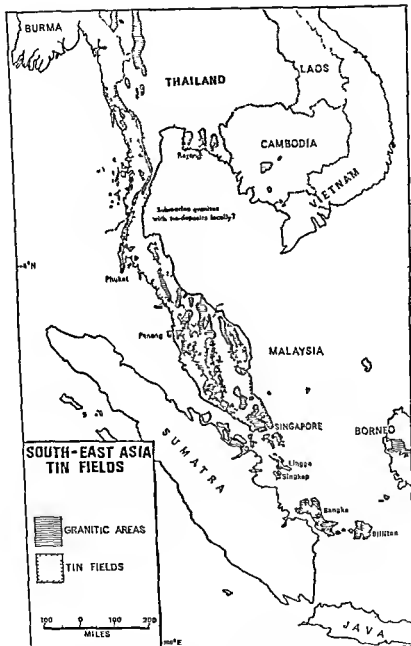 BURMA
THAILAND
LAOS
CAMBODIA
VIETNAM
Submarine granites
with tin-deposits locally?
Phuket
Penang
MALAYSIA
SINGAPORE
BORNEO
SUMATRA
Lingga
Singkep
Bangka
Billiton
SOUTH-EAST ASIA
TIN FIELDS
GRANITIC AREAS
TIN FIELDS
100 0 100 200
MILES
JAVA